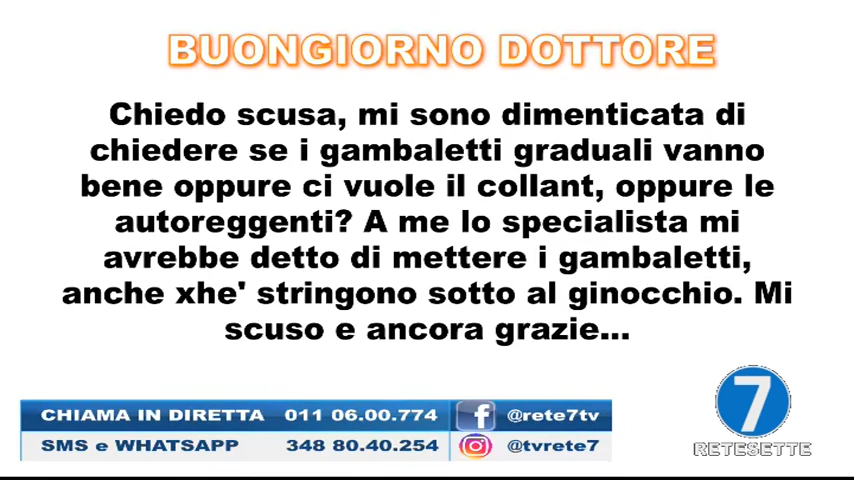 BUONGIORNO DOTTORE
Chiedo scusa, mi sono dimenticata di
chiedere se i gambaletti graduali vanno
bene oppure ci vuole il collant, oppure le
autoreggenti? A me lo specialista mi
avrebbe detto di mettere i gambaletti,
anche xhe' stringono sotto al ginocchio. Mi
scuso e ancora grazie...
CHIAMA IN DIRETTA 011 06.00.774 f @rete7tv
SMS e WHATSAPP 348 80.40.254 @tvrete7
7
RETESETTE